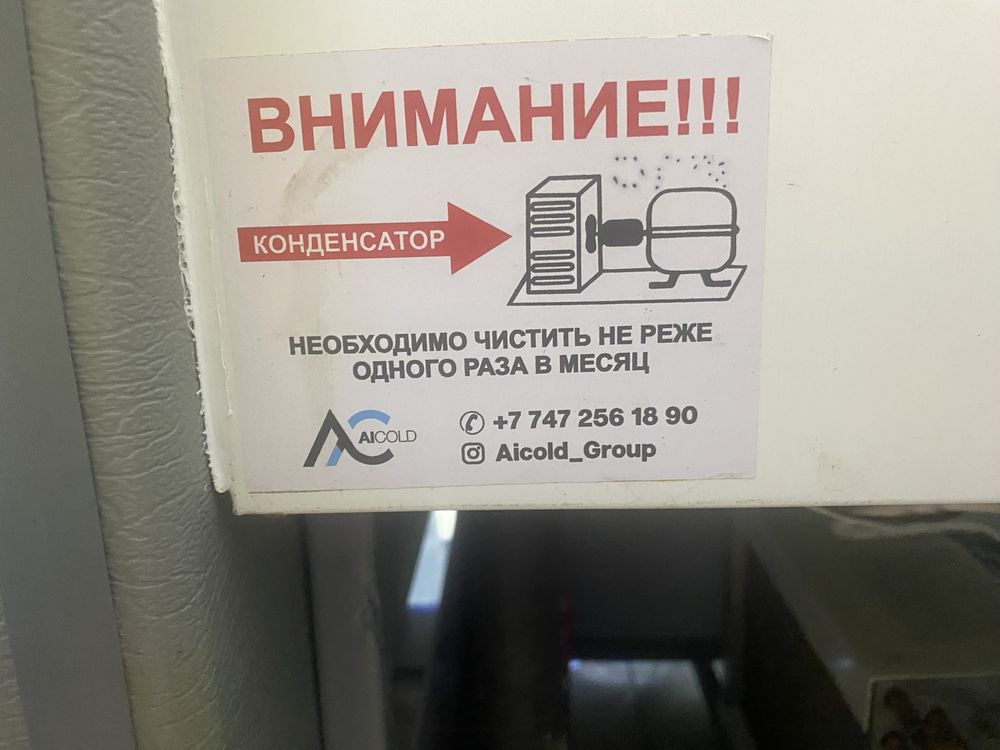 ВНИМАНИЕ!!!
КОНДЕНСАТОР
НЕОБХОДИМО ЧИСТИТЬ НЕ РЕЖЕ
ОДНОГО РАЗА В МЕСЯЦ
AICOLD
+7 747 256 18 90
Aicold_Group